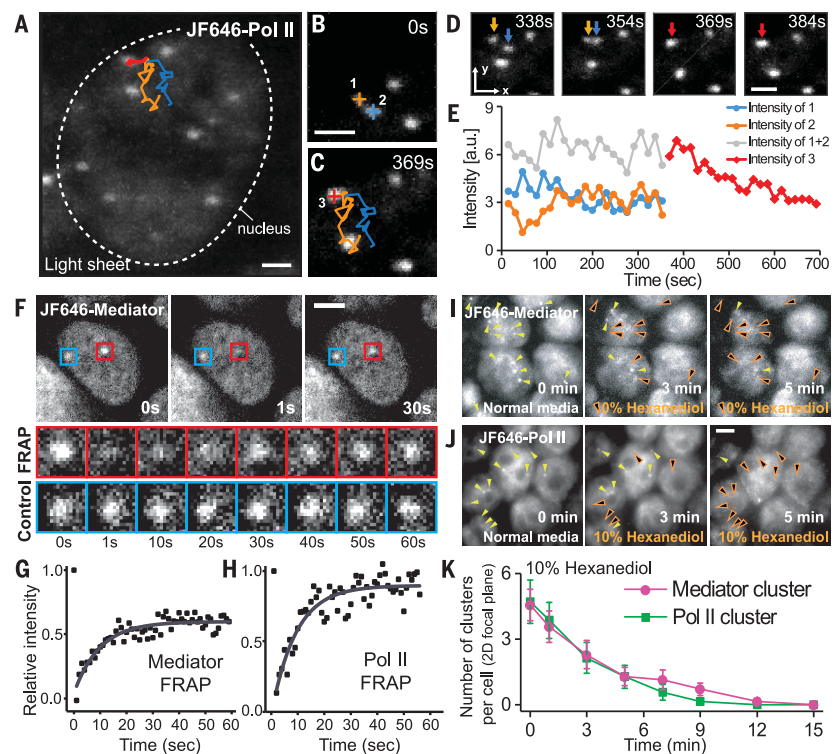 A
JF646-Pol II
nucleus
Light sheet
B
0s
1
2
C
369s
3
D
338s
354s
369s
384s
y
x
E
Intensity of 1
Intensity of 2
Intensity of 1+2
Intensity of 3
Intensity [a.u.]
9
6
3
0
0 100 200 300 400 500 600 700
Time (sec)
F
JF646-Mediator
0s
1s
30s
FRAP
Control
0s 1s 10s 20s 30s 40s 50s 60s
G
Relative intensity
1.0
0.5
0.0
0 10 20 30 40 50 60
Time (sec)
Mediator
FRAP
H
1.0
0.5
0.0
0 10 20 30 40 50 60
Time (sec)
Pol II
FRAP
I
JF646-Mediator
0 min
Normal media
3 min
10% Hexanediol
5 min
10% Hexanediol
J
JF646-Pol II
0 min
Normal media
3 min
10% Hexanediol
5 min
10% Hexanediol
K
10% Hexanediol
Mediator cluster
Pol II cluster
Number of clusters
per cell (2D focal plane)
6
3
0
0 3 6 9 12 15
Time (min)